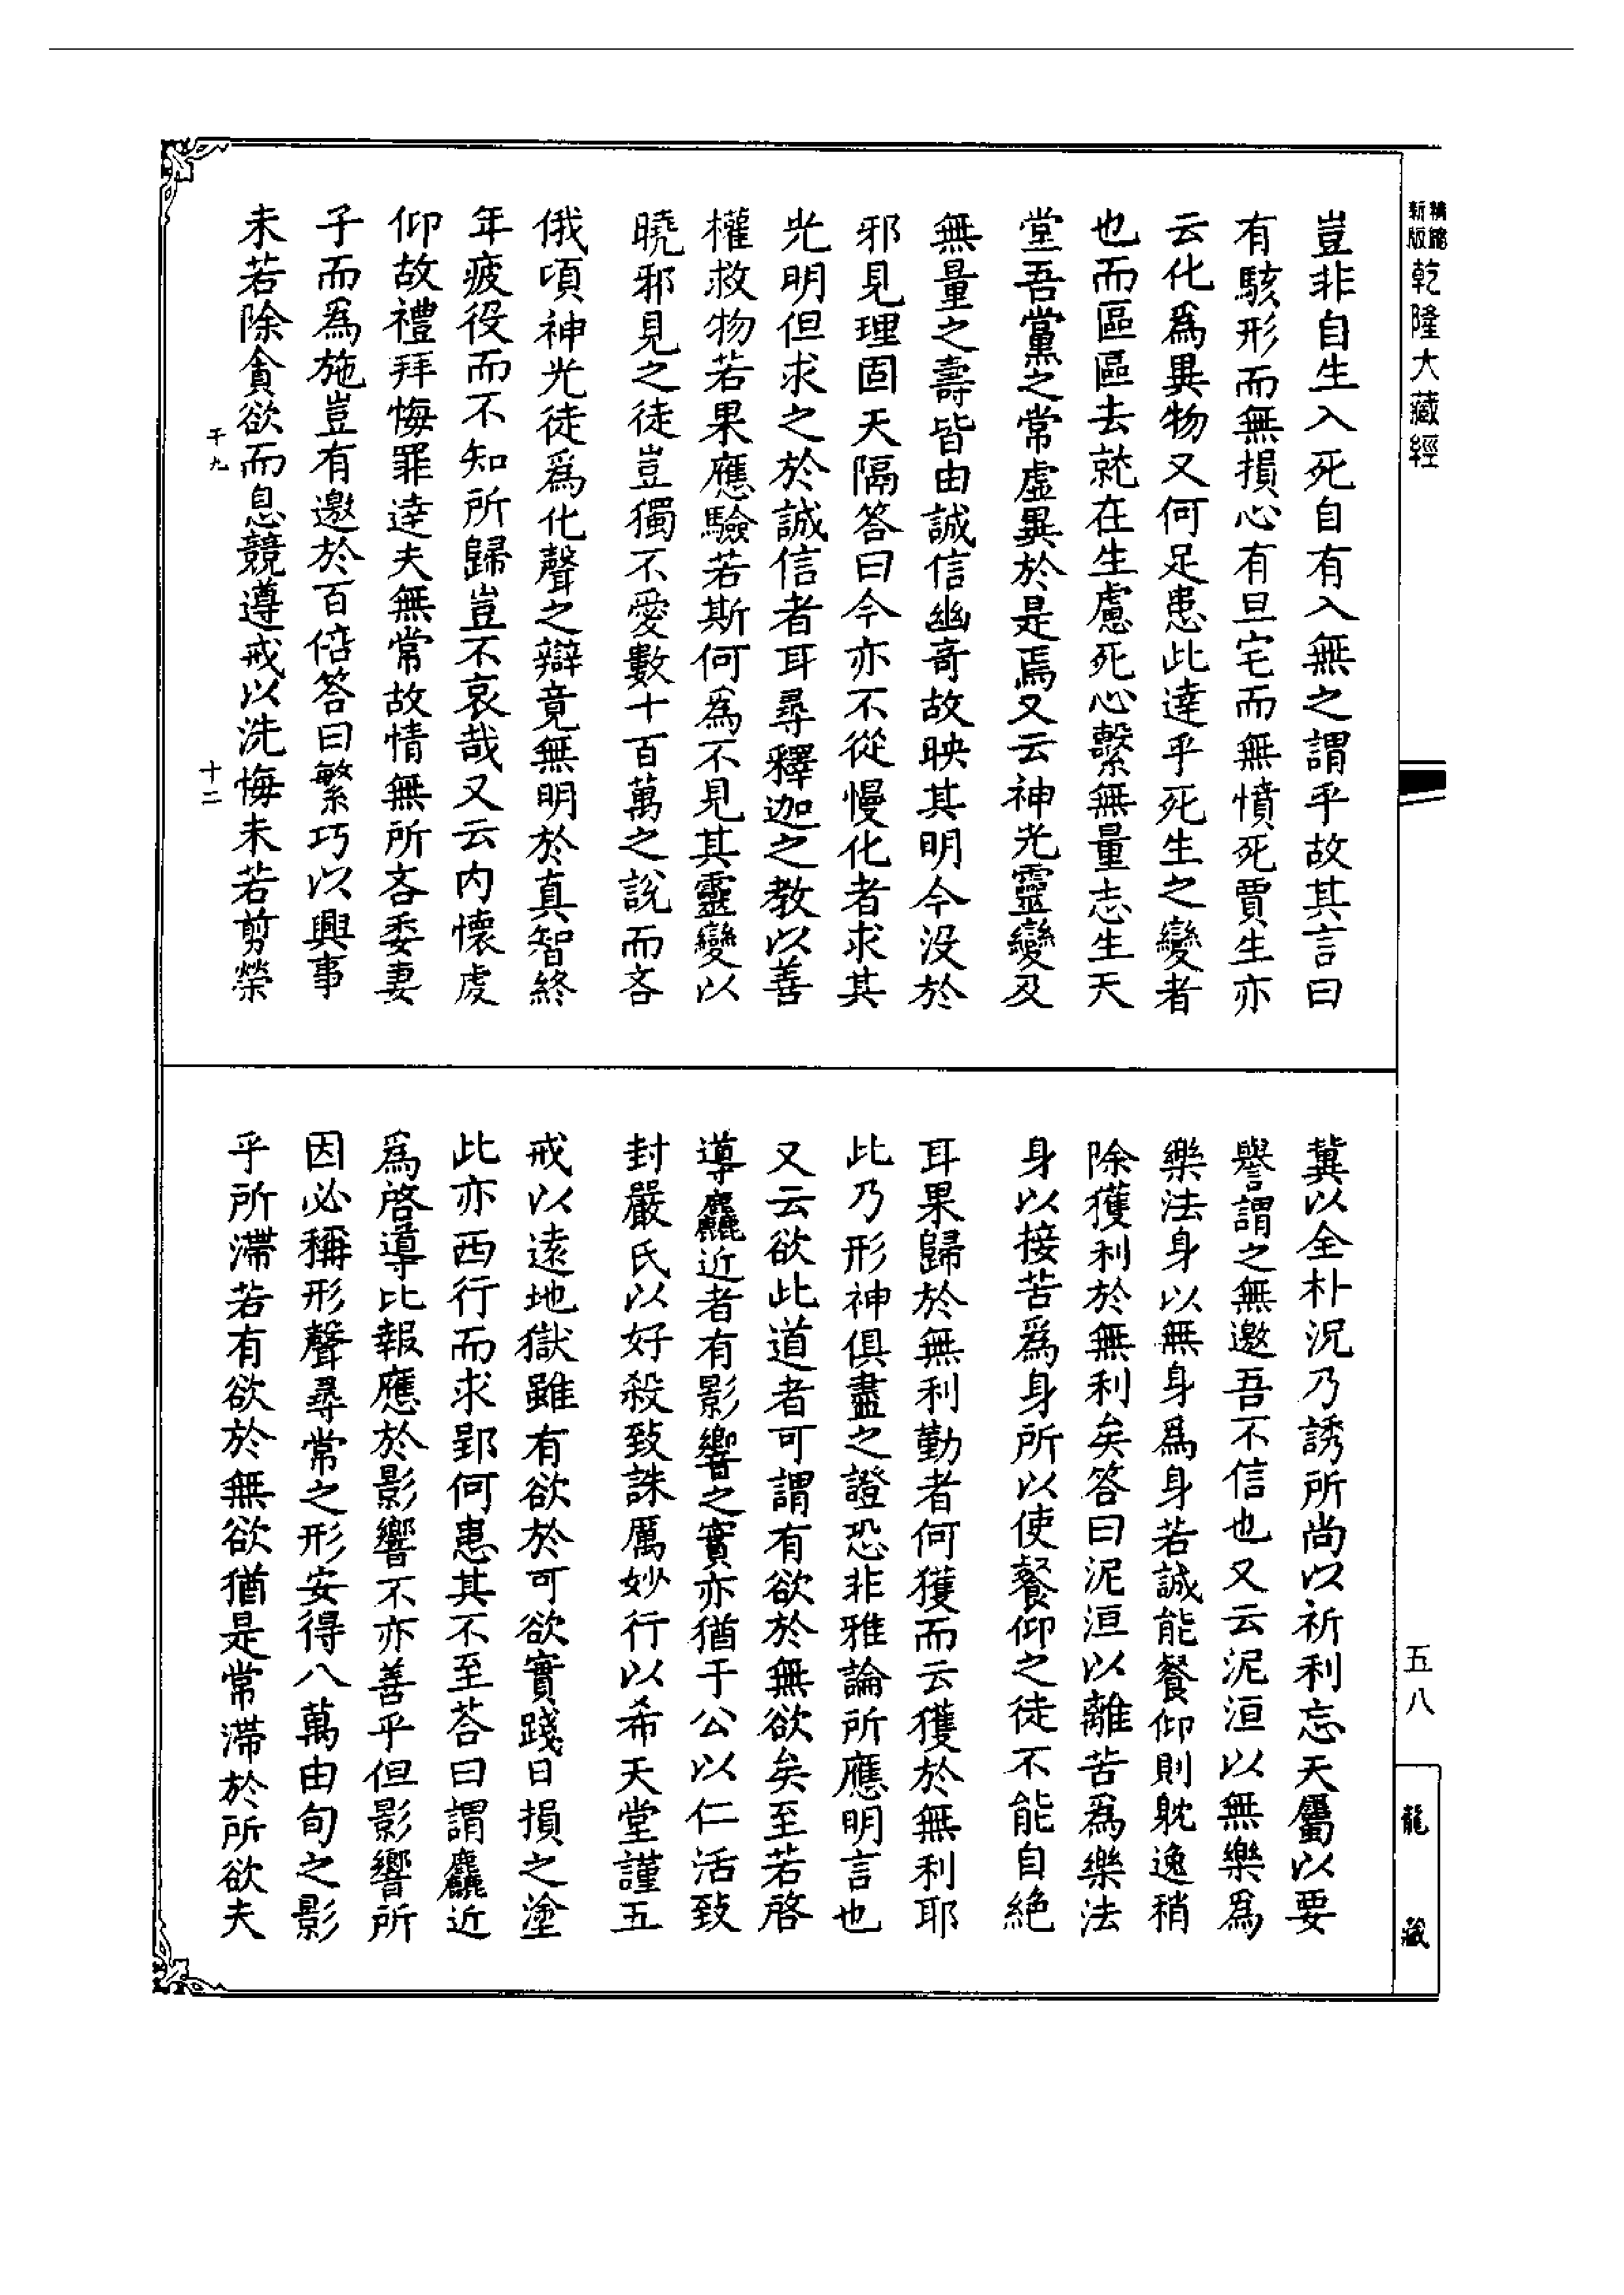 精縮新版乾隆大藏經
豈非自生入死自有入無之謂乎故其言曰
有駭形而無損心有旦宅而無憤死賈生亦
云化爲異物又何足患此達乎死生之變者
也而區區去就在生慮死心繫無量志生天
堂吾黨之常虛異於是焉又云神光靈變及
無量之壽皆由誠信幽奇故映其明今没於
邪見理固天隔答曰今亦不從慢化者求其
光明但求之於誠信者耳尋釋迦之教以善
權救物若果應驗若斯何爲不見其靈變以
曉邪見之徒豈獨不愛數十百萬之說而吝
俄頃神光徒爲化聲之辯竟無明於真智終
年疲役而不知所歸豈不哀哉又云内懷虔
仰故禮拜悔罪達夫無常故情無所吝委妻
子而爲施豈有邀於百倍答曰繁巧以興事
未若除貪欲而息競遵戒以洗悔未若剪榮
千九
十二
冀以全朴況乃誘所尚以祈利忘天屬以要
譽謂之無邀吾不信也又云泥洹以無樂爲
樂法身以無身爲身若誠能餐仰則躭逸稍
除獲利於無利矣答曰泥洹以離苦爲樂法
身以接苦爲身所以使餐仰之徒不能自絕
耳果歸於無利勤者何獲而云獲於無利耶
此乃形神俱盡之證恐非雅論所應明言也
又云欲此道者可謂有欲於無欲矣至若啓
導麤近者有影響之實亦猶于公以仁活致
封嚴氏以好殺致誅厲妙行以希天堂謹五
戒以遠地獄雖有欲於可欲實踐日損之塗
此亦西行而求郢何患其不至荅曰謂麤近
爲啓導比報應於影響不亦善乎但影響所
因必稱形聲尋常之形安得八萬由旬之影
乎所滯若有欲於無欲猶是常滯於所欲夫
五八
龍藏